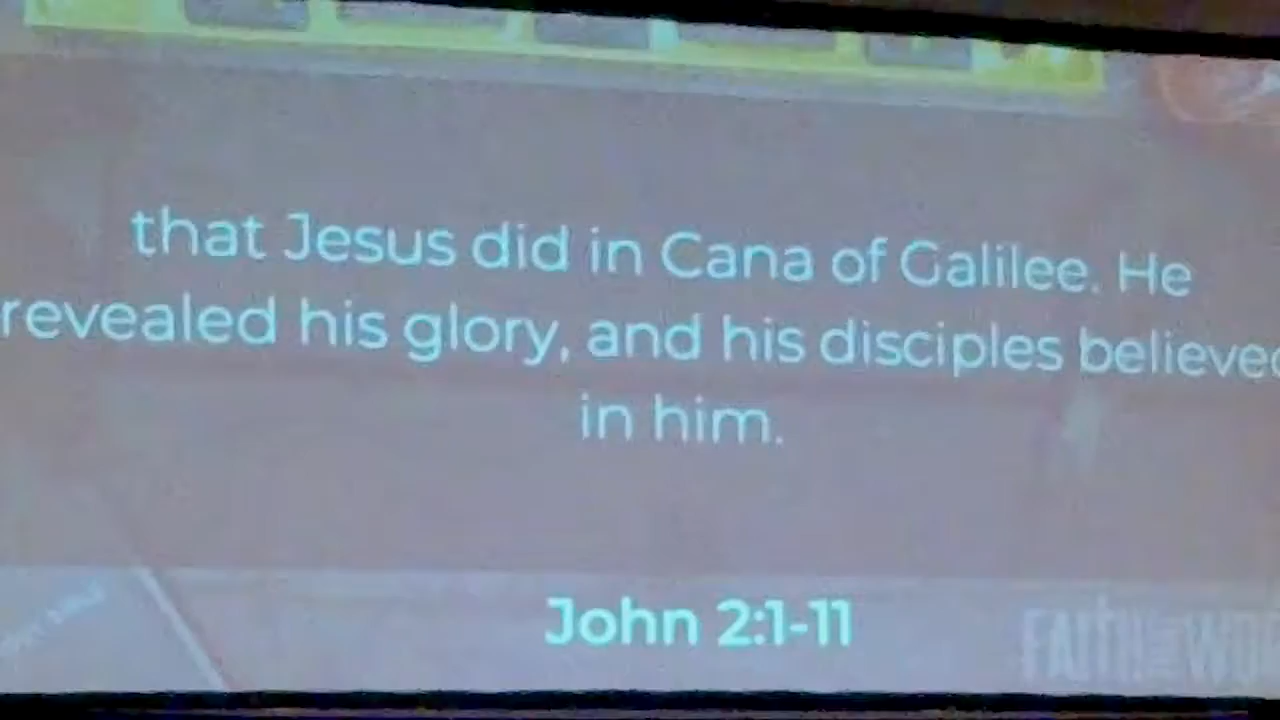 that Jesus did in Cana of Galilee. He
revealed his glory, and his disciples believed
in him.
John 2:1-11
FAITH